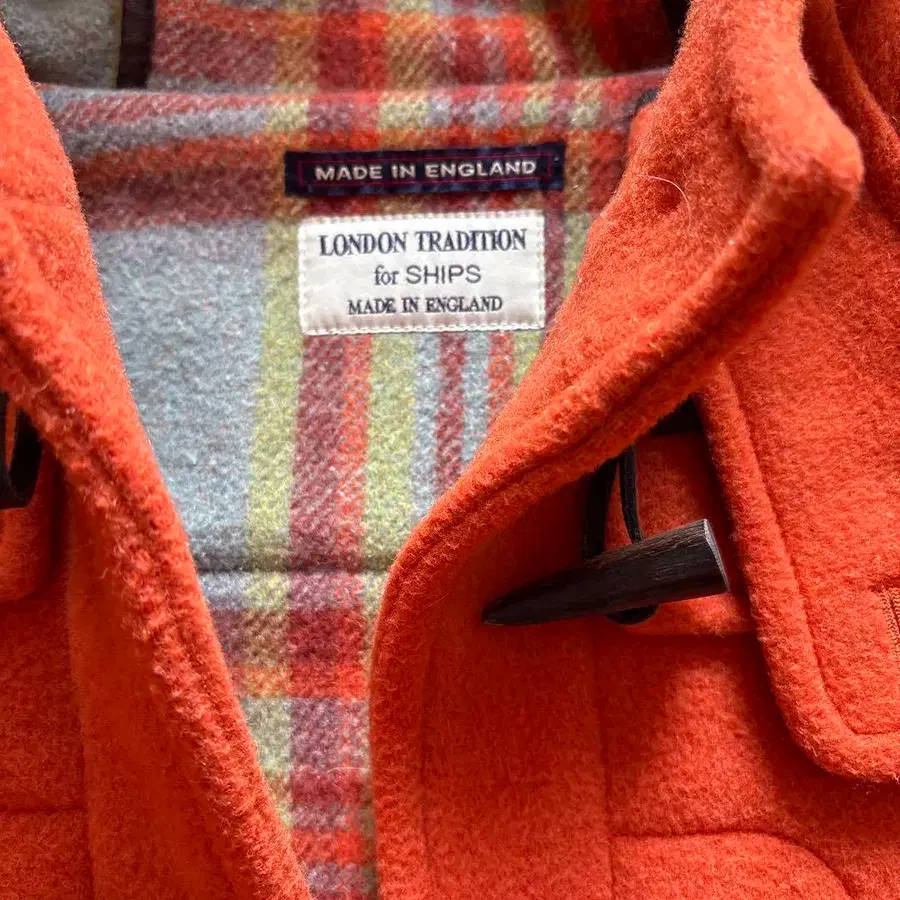 MADE IN ENGLAND
LONDON TRADITION
for SHIPS
MADE IN ENGLAND